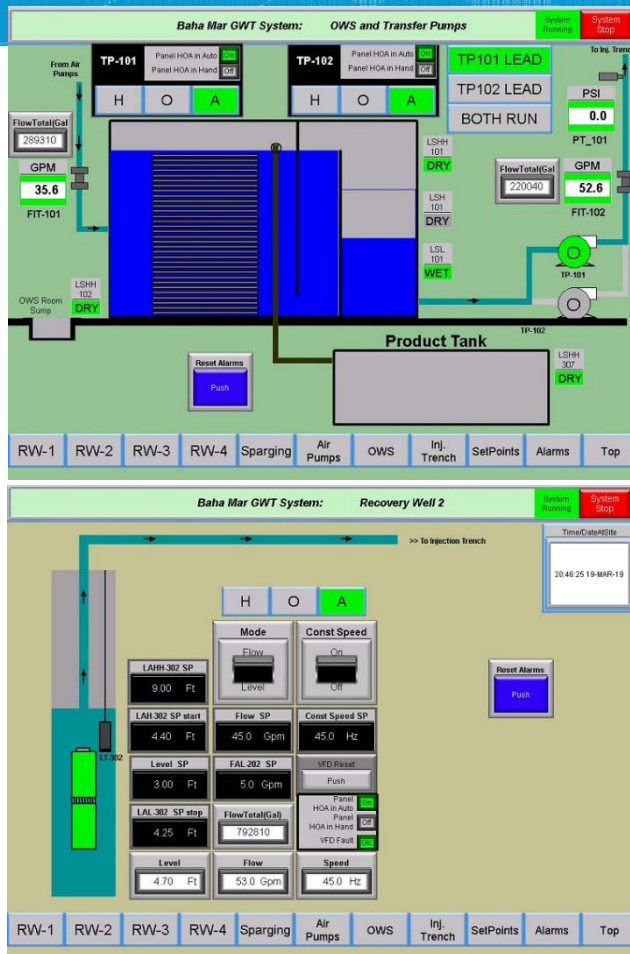 Baha Mar GWT System: OWS and Transfer Pumps
System Running
System Stop
From Air Pumps
TP-101
Panel HOA in Auto On
Panel HOA in Hand Off
H O A
TP-102
Panel HOA in Auto On
Panel HOA in Hand Off
H O A
TP101 LEAD
TP102 LEAD
BOTH RUN
To Inj. Trench
PSI
0.0
PT_101
FlowTotal(Gal
289310
GPM
35.6
FIT-101
LSHH
101
DRY
LSH
101
DRY
LSL
101
WET
FlowTotal(Gal
220040
GPM
52.6
FIT-102
TP-101
TP-102
OWS Room
Sump
LSHH
102
DRY
Reset Alarms
Push
Product Tank
LSHH
307
DRY
RW-1 RW-2 RW-3 RW-4 Sparging Air Pumps OWS Inj. Trench SetPoints Alarms Top
Baha Mar GWT System: Recovery Well 2
System Running
System Stop
>> To Injection Trench
Time/DateAtSite
20:46:25 19-MAR-19
H O A
Mode
Flow
Level
Const Speed
On
Off
Reset Alarms
Push
LT-302
LAHH-302 SP
9.00 Ft
LAH-302 SP start
4.40 Ft
Flow SP
45.0 Gpm
Const Speed SP
45.0 Hz
Level SP
3.00 Ft
FAL-202 SP
5.0 Gpm
VFD Reset
Push
LAL-302 SP stop
4.25 Ft
FlowTotal(Gal)
792810
Panel
HOA in Auto On
Panel
HOA in Hand Off
VFD Fault OK
Level
4.70 Ft
Flow
53.0 Gpm
Speed
45.0 Hz
RW-1 RW-2 RW-3 RW-4 Sparging Air Pumps OWS Inj. Trench SetPoints Alarms Top